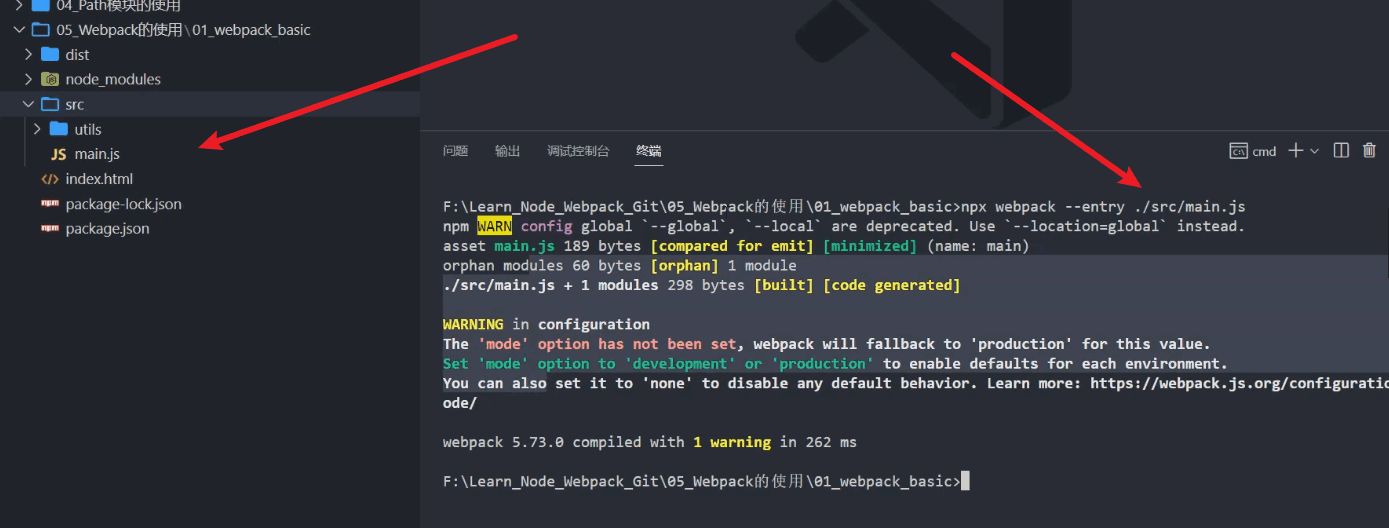 04_Path模块的使用
05_Webpack的使用\01_webpack_basic
dist
node_modules
src
utils
JS main.js
index.html
package-lock.json
package.json
问题 输出 调试控制台 终端
cmd
F:\Learn_Node_Webpack_Git\05_Webpack的使用\01_webpack_basic>npx webpack --entry ./src/main.js
npm WARN config global `--global`, `--local` are deprecated. Use `--location=global` instead.
asset main.js 189 bytes [compared for emit] [minimized] (name: main)
orphan modules 60 bytes [orphan] 1 module
./src/main.js + 1 modules 298 bytes [built] [code generated]
WARNING in configuration
The 'mode' option has not been set, webpack will fallback to 'production' for this value.
Set 'mode' option to 'development' or 'production' to enable defaults for each environment.
You can also set it to 'none' to disable any default behavior. Learn more: https://webpack.js.org/configuratio
ode/
webpack 5.73.0 compiled with 1 warning in 262 ms
F:\Learn_Node_Webpack_Git\05_Webpack的使用\01_webpack_basic>